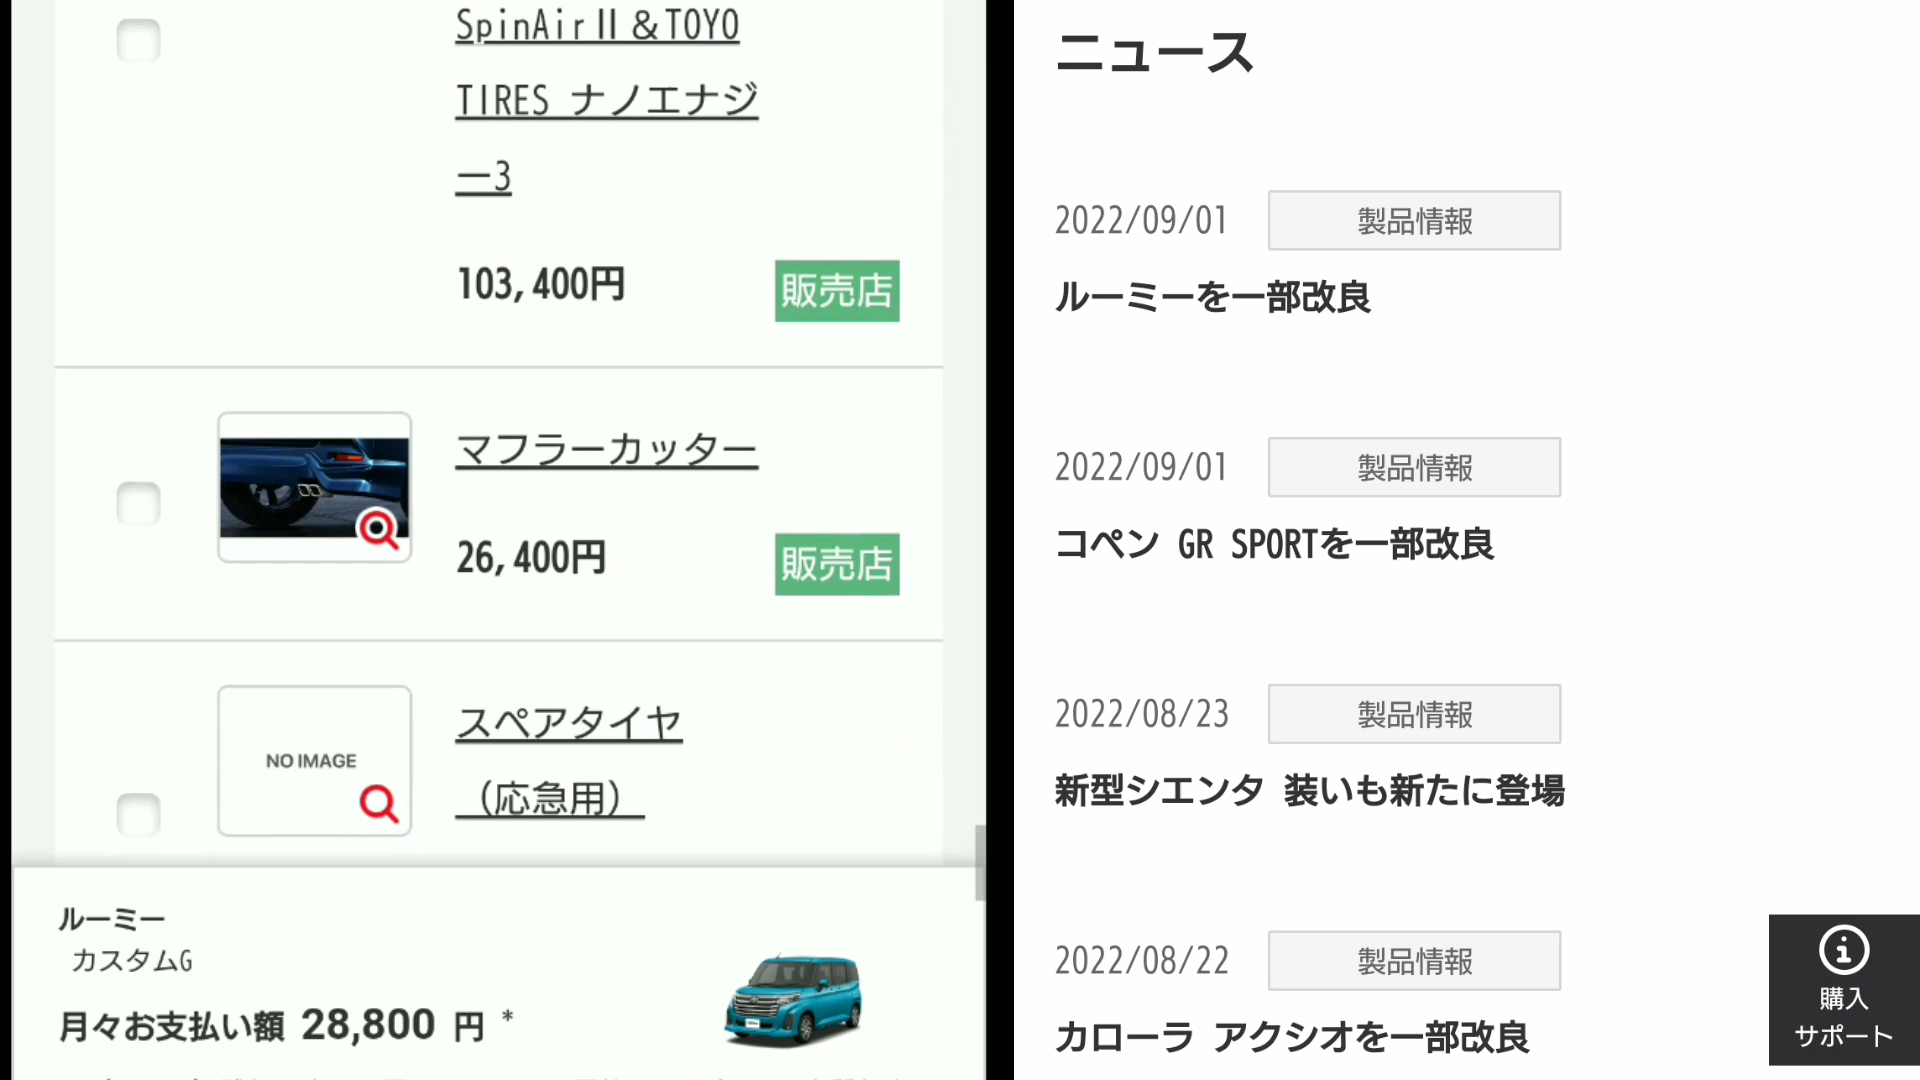 SpinAirⅡ&TOYO
TIRES ナノエナジ
ー3
103,400円
販売店
マフラーカッター
26,400円
販売店
NO IMAGE
スペアタイヤ
（応急用）
ルーミー
カスタムG
月々お支払い額 28,800 円 *
ニュース
2022/09/01 製品情報
ルーミーを一部改良
2022/09/01 製品情報
コペン GR SPORTを一部改良
2022/08/23 製品情報
新型シエンタ 装いも新たに登場
2022/08/22 製品情報
カローラ アクシオを一部改良
購入
サポート